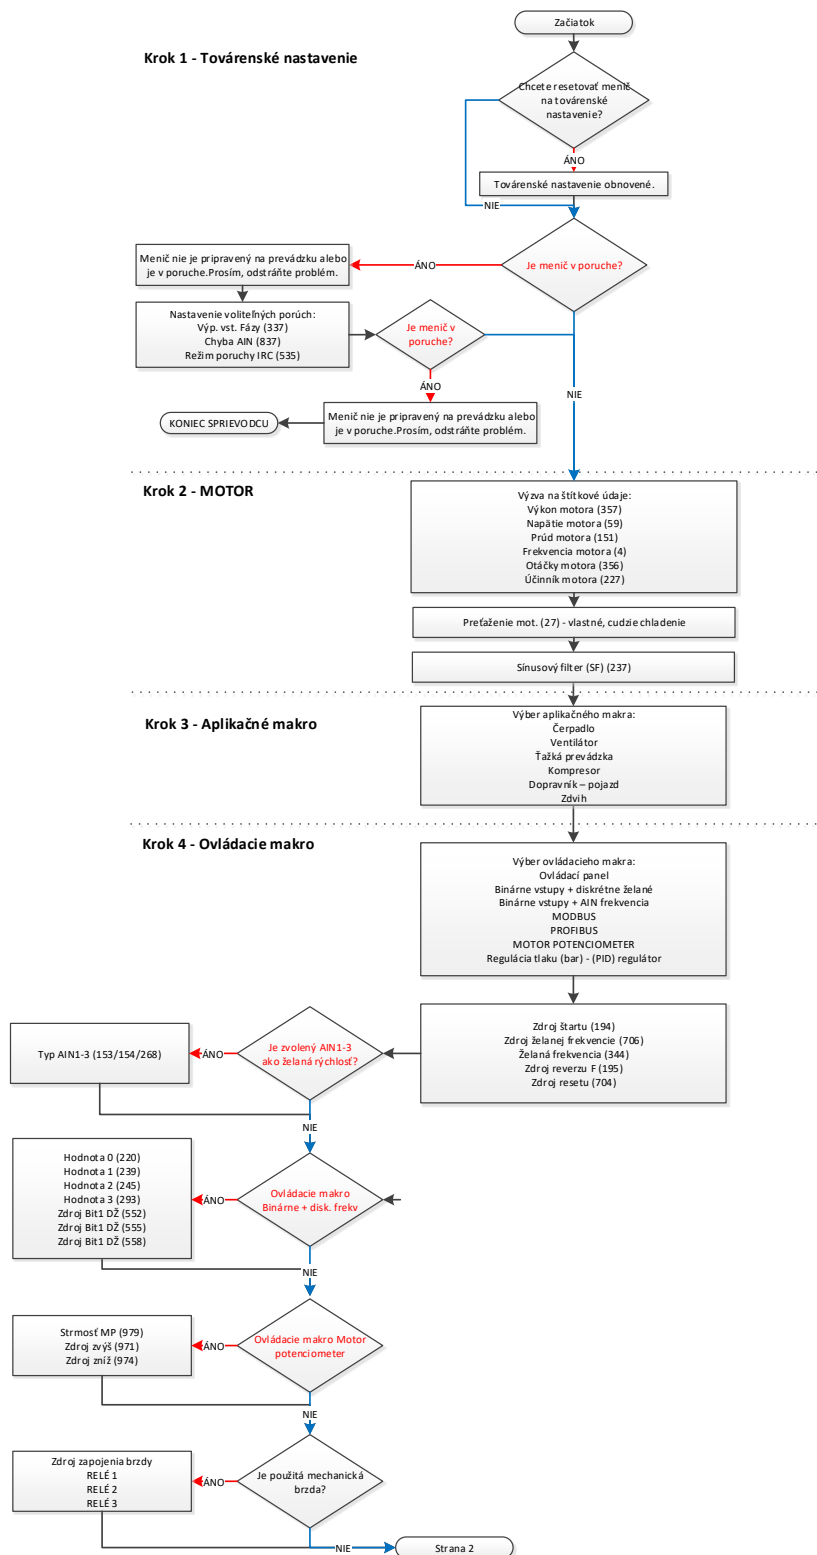 Začiatok
Krok 1 - Továrenské nastavenie
Chcete resetovať menič
na továrenské
nastavenie?
ÁNO
Továrenské nastavenie obnovené.
NIE
Je menič v poruche?
ÁNO
Menič nie je pripravený na prevádzku alebo
je v poruche.Prosím, odstráňte problém.
Nastavenie voliteľných porúch:
Výp. vst. Fázy (337)
Chyba AIN (837)
Režim poruchy IRC (535)
Je menič v
poruche?
ÁNO
NIE
Menič nie je pripravený na prevádzku alebo
je v poruche.Prosím, odstráňte problém.
KONIEC SPRIEVODCU
Krok 2 - MOTOR
Výzva na štítkové údaje:
Výkon motora (357)
Napätie motora (59)
Prúd motora (151)
Frekvencia motora (4)
Otáčky motora (356)
Účinník motora (227)
Preťaženie mot. (27) - vlastné, cudzie chladenie
Sínusový filter (SF) (237)
Krok 3 - Aplikačné makro
Výber aplikačného makra:
Čerpadlo
Ventilátor
Ťažká prevádzka
Kompresor
Dopravník – pojazd
Zdvih
Krok 4 - Ovládacie makro
Výber ovládacieho makra:
Ovládací panel
Binárne vstupy + diskrétne želané
Binárne vstupy + AIN frekvencia
MODBUS
PROFIBUS
MOTOR POTENCIOMETER
Regulácia tlaku (bar) - (PID) regulátor
Zdroj štartu (194)
Zdroj želanej frekvencie (706)
Želaná frekvencia (344)
Zdroj reverzu F (195)
Zdroj resetu (704)
Je zvolený AIN1-3
ako želaná rýchlosť?
ÁNO
Typ AIN1-3 (153/154/268)
NIE
Hodnota 0 (220)
Hodnota 1 (239)
Hodnota 2 (245)
Hodnota 3 (293)
Zdroj Bit1 DŽ (552)
Zdroj Bit1 DŽ (555)
Zdroj Bit1 DŽ (558)
ÁNO
Ovládacie makro
Binárne + disk. frekv
NIE
Strmosť MP (979)
Zdroj zvýš (971)
Zdroj zníž (974)
ÁNO
Ovládacie makro Motor
potenciometer
NIE
Zdroj zapojenia brzdy
RELÉ 1
RELÉ 2
RELÉ 3
ÁNO
Je použitá mechanická
brzda?
NIE
Strana 2